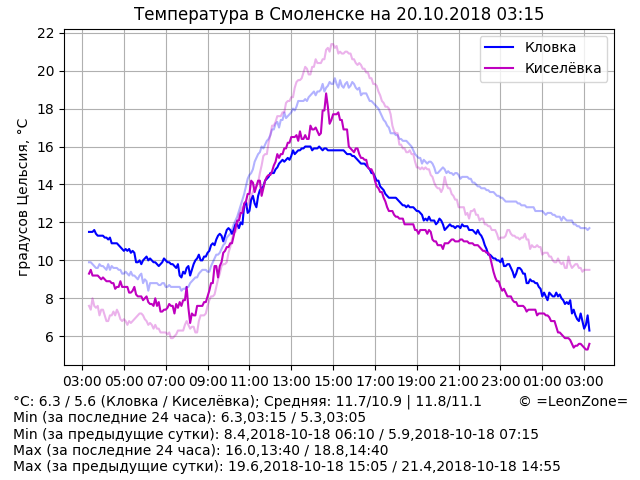 Температура в Смоленске на 20.10.2018 03:15
градусов Цельсия, °C
22
20
18
16
14
12
10
8
6
Кловка
Киселёвка
03:00 05:00 07:00 09:00 11:00 13:00 15:00 17:00 19:00 21:00 23:00 01:00 03:00
°C: 6.3 / 5.6 (Кловка / Киселёвка); Средняя: 11.7/10.9 | 11.8/11.1 © =LeonZone=
Min (за последние 24 часа): 6.3,03:15 / 5.3,03:05
Min (за предыдущие сутки): 8.4,2018-10-18 06:10 / 5.9,2018-10-18 07:15
Max (за последние 24 часа): 16.0,13:40 / 18.8,14:40
Max (за предыдущие сутки): 19.6,2018-10-18 15:05 / 21.4,2018-10-18 14:55